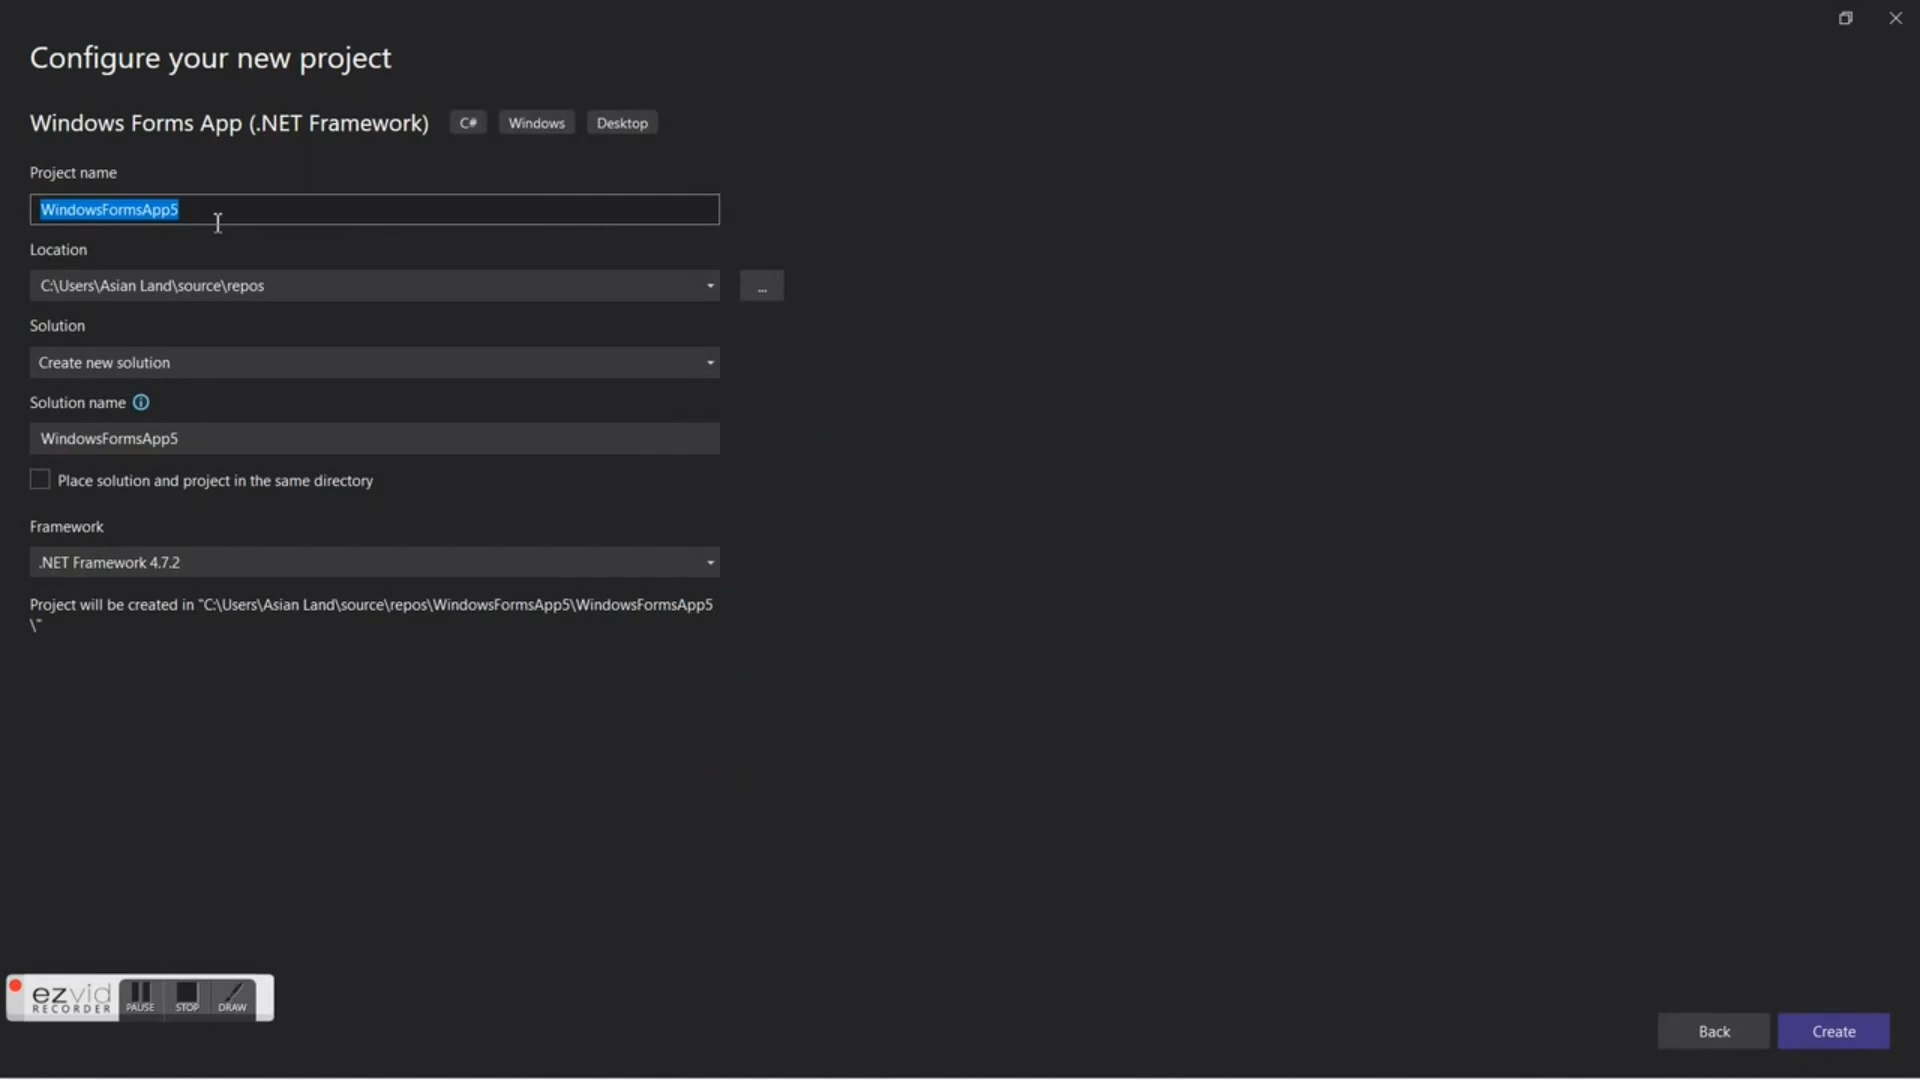 Configure your new project
Windows Forms App (.NET Framework) C# Windows Desktop
Project name
WindowsFormsApp5
Location
C:\Users\Asian Land\source\repos ...
Solution
Create new solution
Solution name
WindowsFormsApp5
Place solution and project in the same directory
Framework
.NET Framework 4.7.2
Project will be created in "C:\Users\Asian Land\source\repos\WindowsFormsApp5\WindowsFormsApp5
\"
ezvid
RECORDER PAUSE STOP DRAW
Back Create